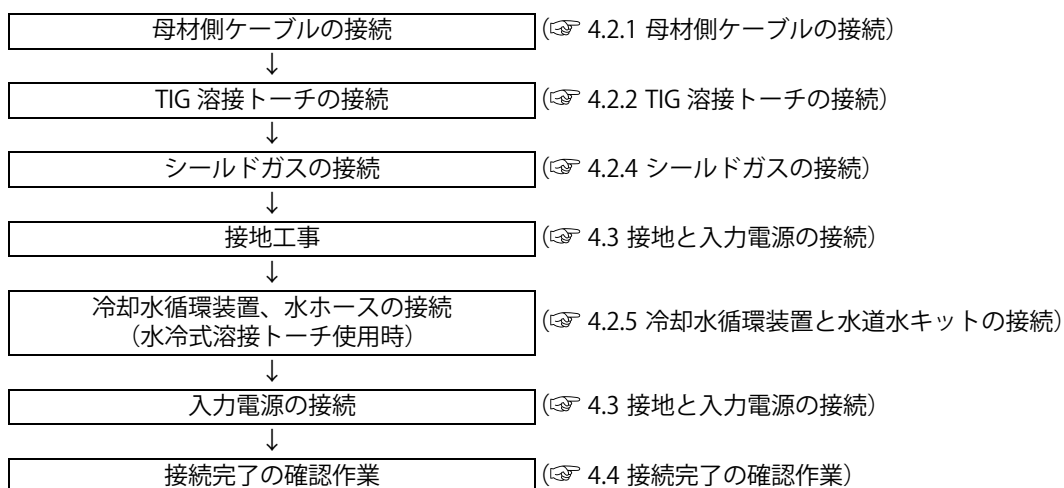 母材側ケーブルの接続 (☞ 4.2.1 母材側ケーブルの接続)
↓
TIG 溶接トーチの接続 (☞ 4.2.2 TIG 溶接トーチの接続)
↓
シールドガスの接続 (☞ 4.2.4 シールドガスの接続)
↓
接地工事 (☞ 4.3 接地と入力電源の接続)
↓
冷却水循環装置、水ホースの接続
(水冷式溶接トーチ使用時) (☞ 4.2.5 冷却水循環装置と水道水キットの接続)
↓
入力電源の接続 (☞ 4.3 接地と入力電源の接続)
↓
接続完了の確認作業 (☞ 4.4 接続完了の確認作業)